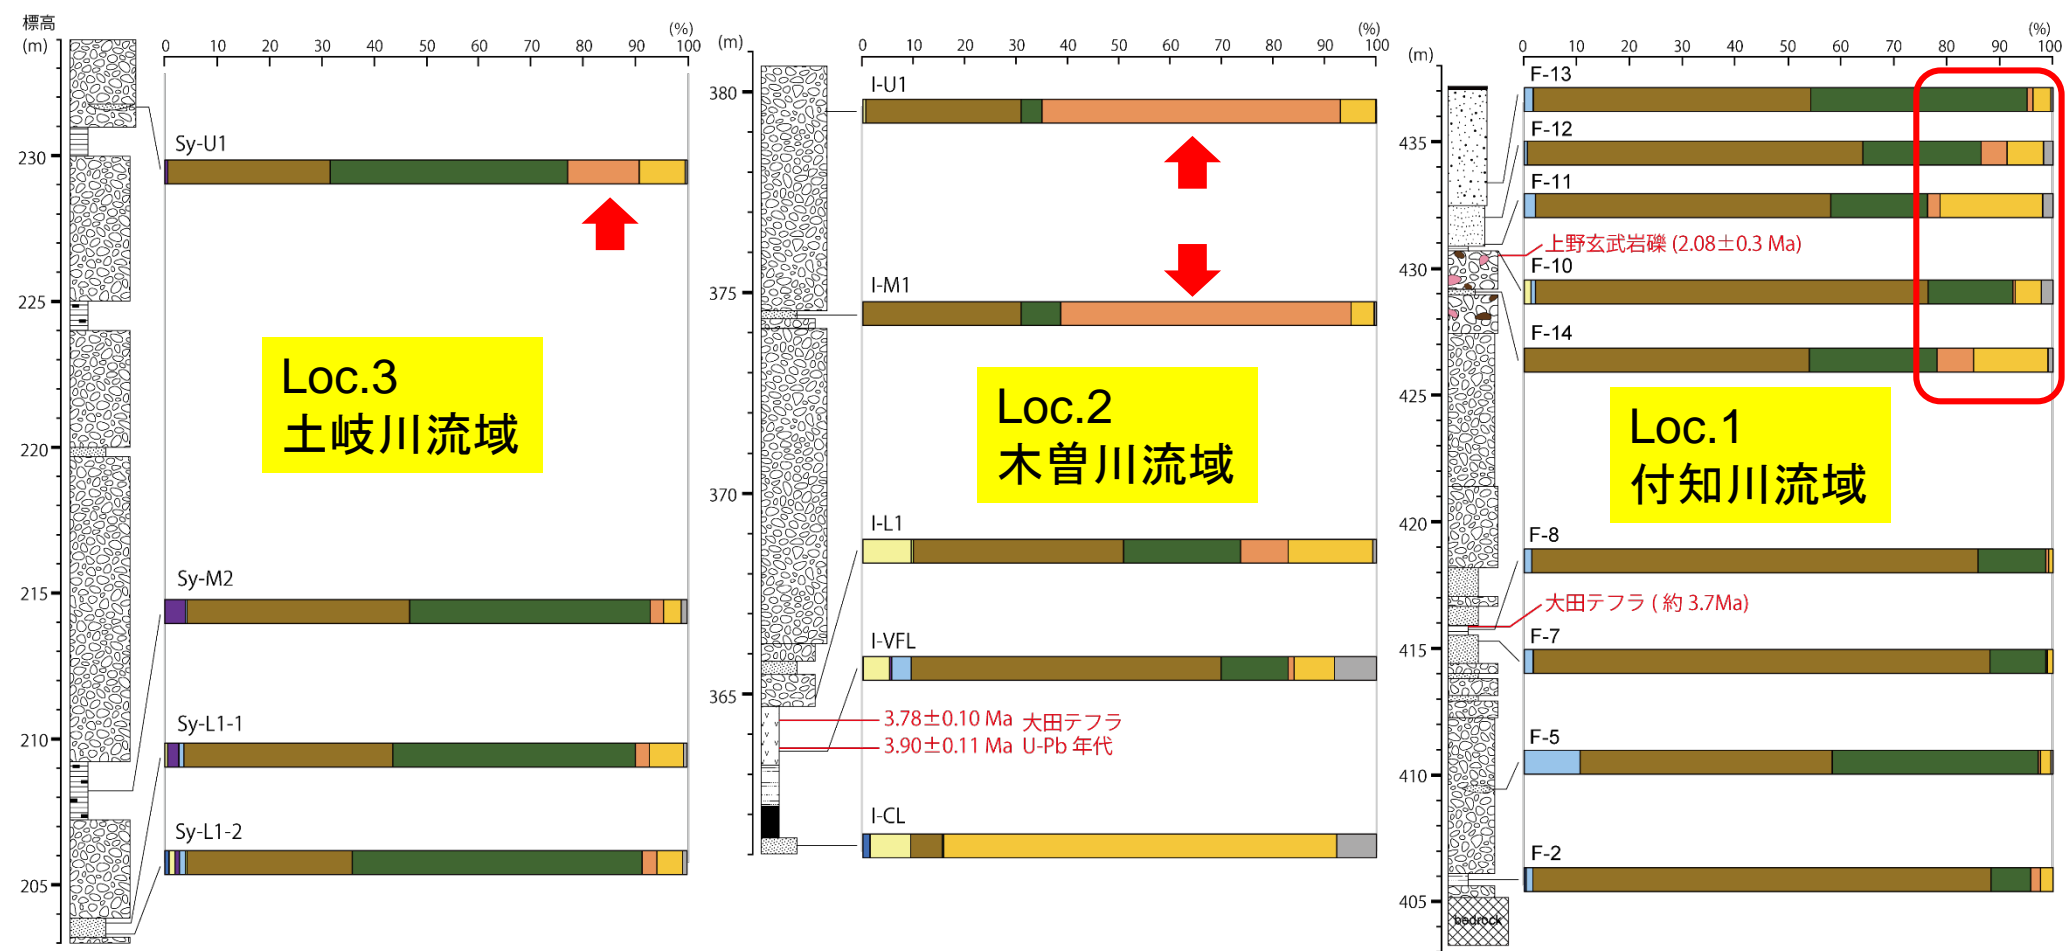 標高
(m)
0 10 20 30 40 50 60 70 80 90 100
(%)
230
225
220
215
210
205
Sy-U1
Sy-M2
Sy-L1-1
Sy-L1-2
Loc.3
土岐川流域
(m)
0 10 20 30 40 50 60 70 80 90 100
(%)
380
375
370
365
I-U1
I-M1
I-L1
I-VFL
3.78±0.10 Ma 大田テフラ
3.90±0.11 Ma U-Pb 年代
I-CL
Loc.2
木曽川流域
(m)
0 10 20 30 40 50 60 70 80 90 100
(%)
435
430
425
420
415
410
405
F-13
F-12
F-11
上野玄武岩礫 (2.08±0.3 Ma)
F-10
F-14
Loc.1
付知川流域
F-8
大田テフラ ( 約 3.7Ma)
F-7
F-5
F-2
bedrock